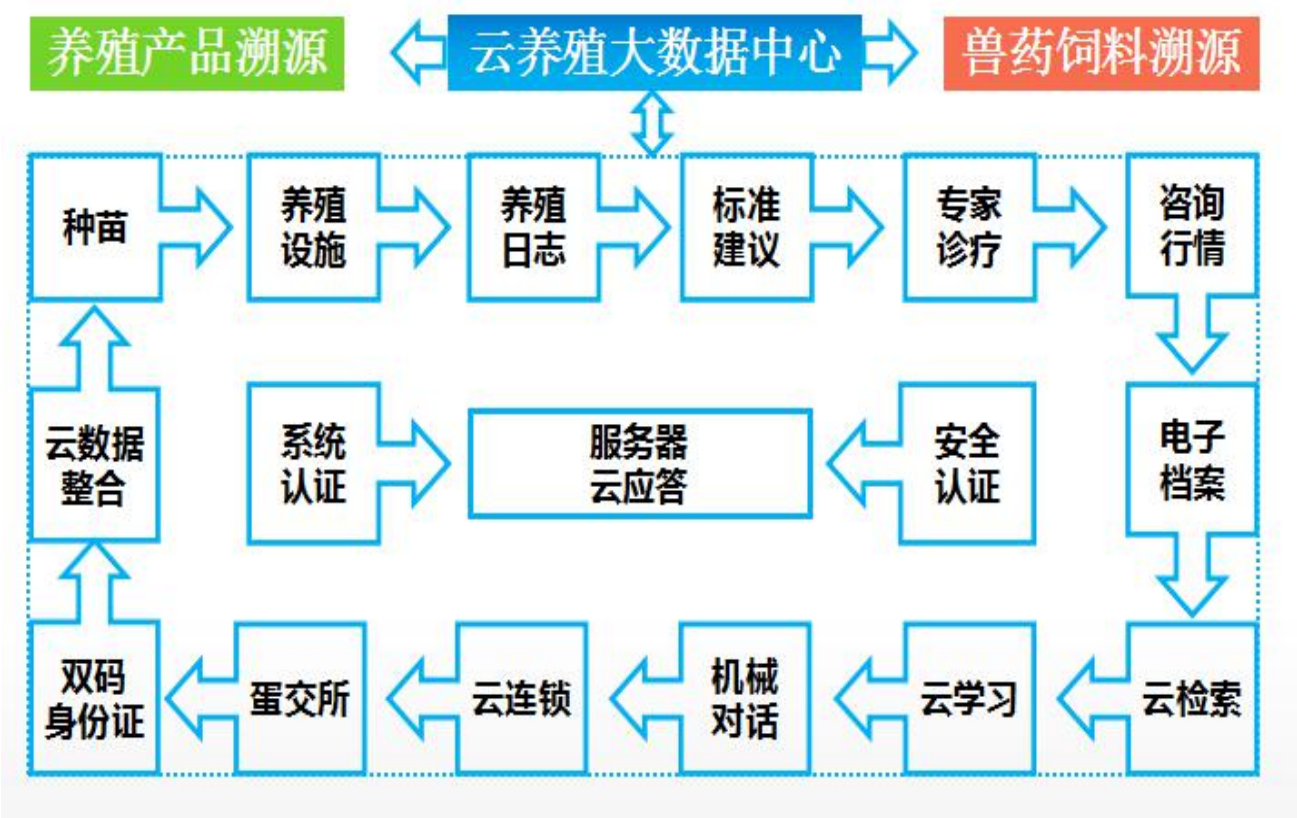 养殖产品溯源
云养殖大数据中心
兽药饲料溯源
种苗
养殖
设施
养殖
日志
标准
建议
专家
诊疗
咨询
行情
云数据
整合
系统
认证
服务器
云应答
安全
认证
电子
档案
双码
身份证
蛋交所
云连锁
机械
对话
云学习
云检索